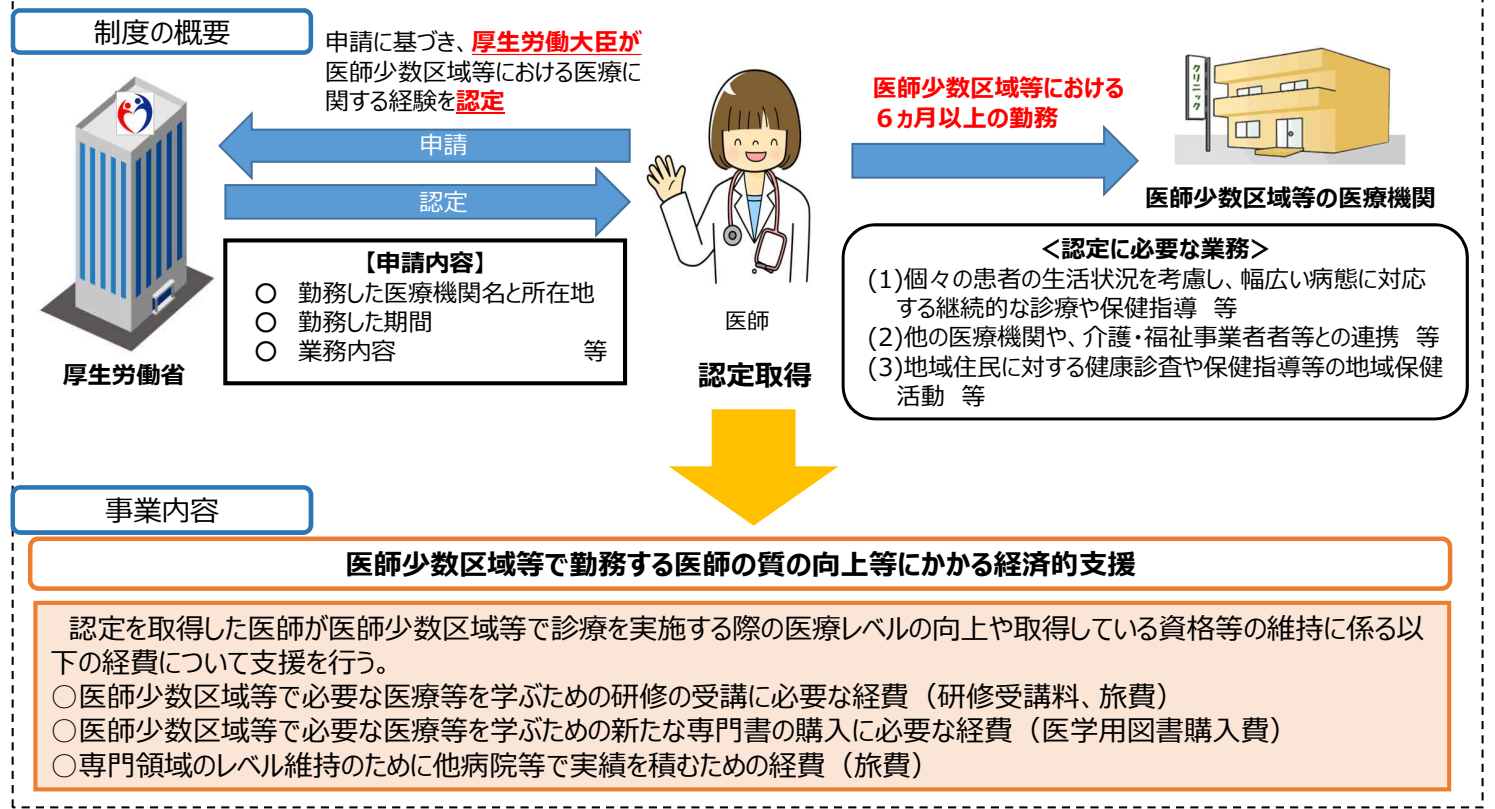 制度の概要
申請に基づき、厚生労働大臣が
医師少数区域等における医療に
関する経験を認定
申請
認定
【申請内容】
○ 勤務した医療機関名と所在地
○ 勤務した期間
○ 業務内容 等
厚生労働省
医師
認定取得
医師少数区域等における
６ヵ月以上の勤務
クリニック
医師少数区域等の医療機関
＜認定に必要な業務＞
(1)個々の患者の生活状況を考慮し、幅広い病態に対応
する継続的な診療や保健指導 等
(2)他の医療機関や、介護・福祉事業者者等との連携 等
(3)地域住民に対する健康診査や保健指導等の地域保健
活動 等
事業内容
医師少数区域等で勤務する医師の質の向上等にかかる経済的支援
認定を取得した医師が医師少数区域等で診療を実施する際の医療レベルの向上や取得している資格等の維持に係る以
下の経費について支援を行う。
○医師少数区域等で必要な医療等を学ぶための研修の受講に必要な経費（研修受講料、旅費）
○医師少数区域等で必要な医療等を学ぶための新たな専門書の購入に必要な経費（医学用図書購入費）
○専門領域のレベル維持のために他病院等で実績を積むための経費（旅費）